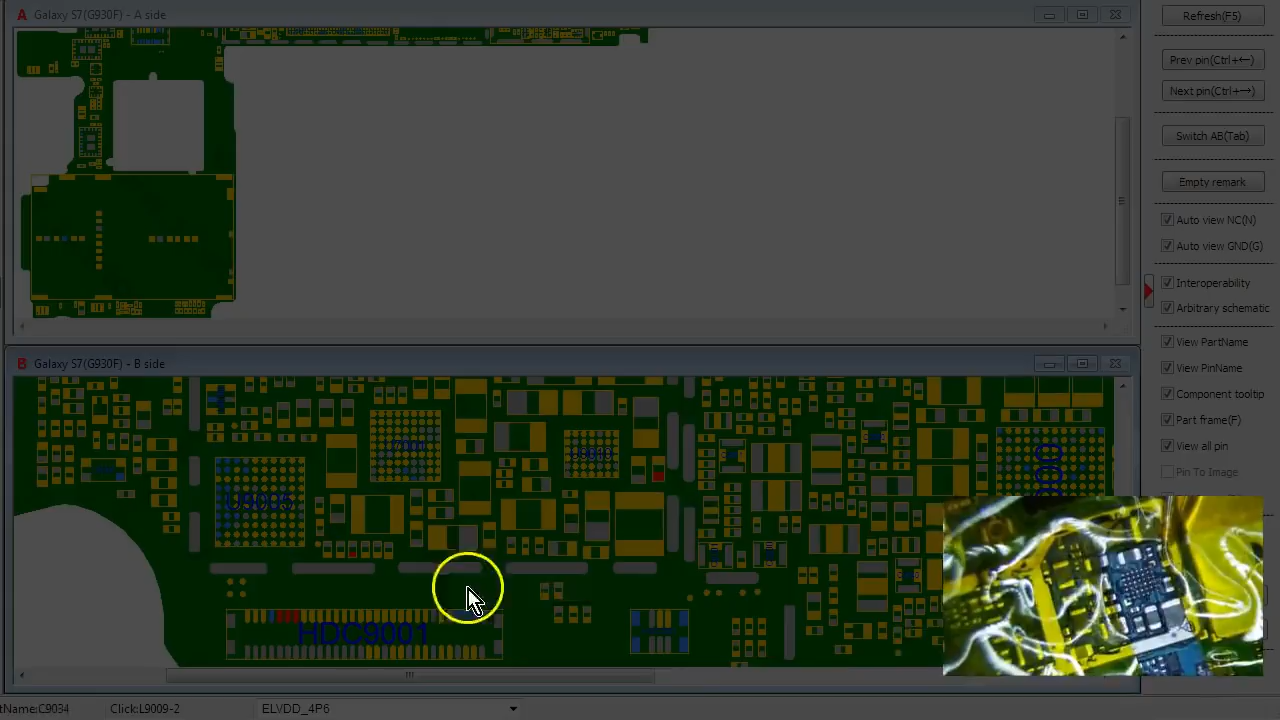 A Galaxy S7(G930F) - A side
Refresh(F5)
Prev pin(Ctrl+←)
Next pin(Ctrl+→)
Switch AB(Tab)
Empty remark
Auto view NC(N)
Auto view GND(G)
Interoperability
Arbitrary schematic
B Galaxy S7(G930F) - B side
View PartName
View PinName
Component tooltip
Part frame(F)
View all pin
Pin To Image
HDC9001
tName:C9034
Click:L9009-2
ELVDD_4P6